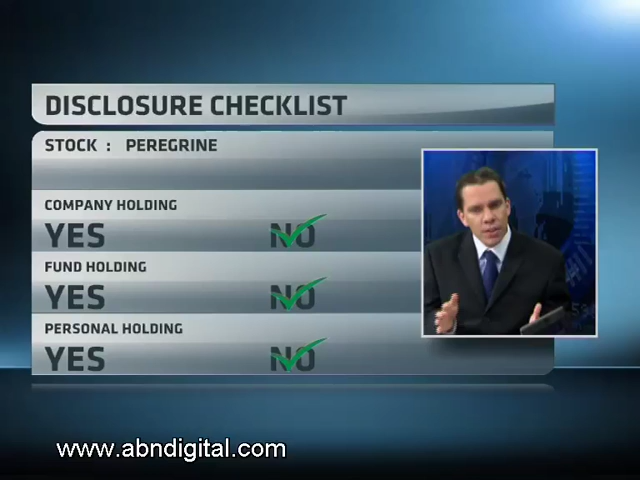 DISCLOSURE CHECKLIST
STOCK : PEREGRINE
COMPANY HOLDING
YES NO
FUND HOLDING
YES NO
PERSONAL HOLDING
YES NO
www.abndigital.com